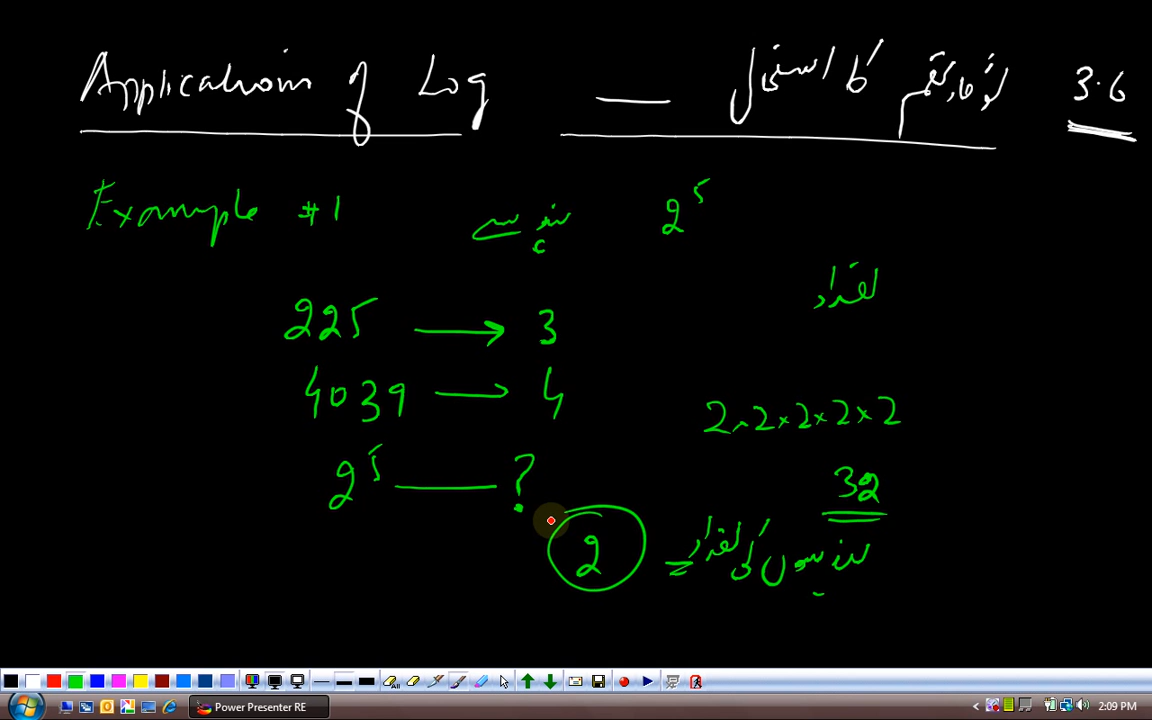 Applications of Log — لوگارتھم کا استعمال 3.6
Example #1 ہندسے 2⁵
تعداد
225 → 3
4039 → 4
2 × 2 × 2 × 2 × 2
2⁵ — ?
32
2 ہندسوں کی تعداد =
Power Presenter RE
2:09 PM